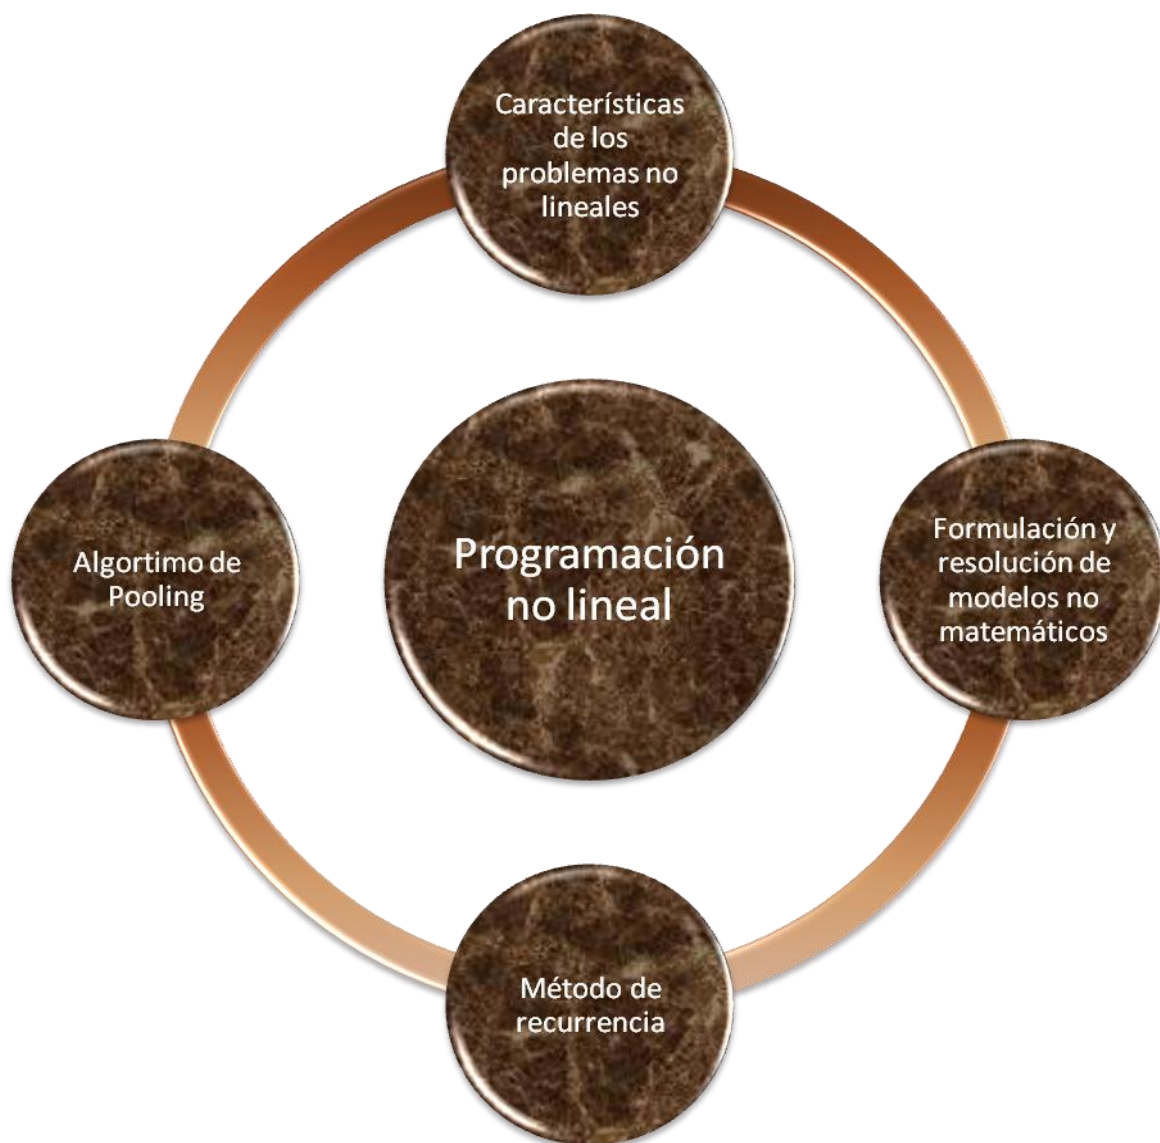 Característícas
de los
problemas no
lineales
Programación
no lineal
Formulación y
resolución de
modelos no
matemáticos
Método de
recurrencia
Algortimo de
Pooling